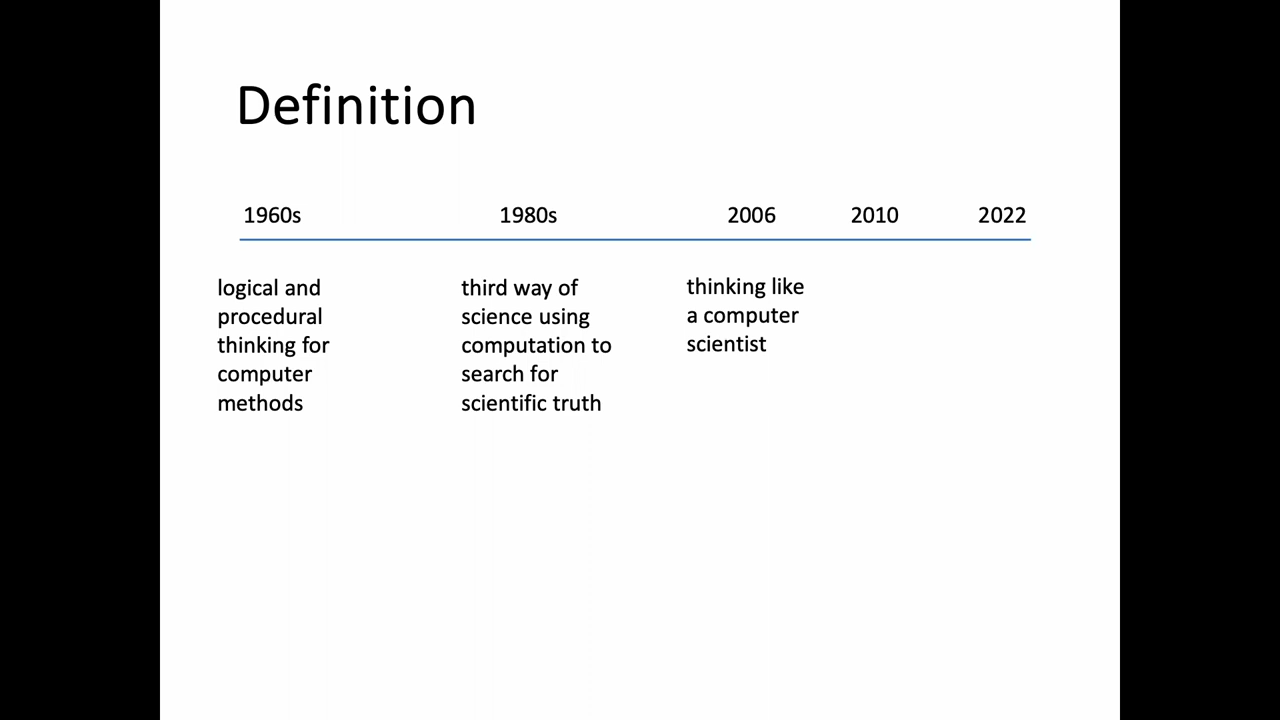 Definition
1960s 1980s 2006 2010 2022
logical and
procedural
thinking for
computer
methods
third way of
science using
computation to
search for
scientific truth
thinking like
a computer
scientist